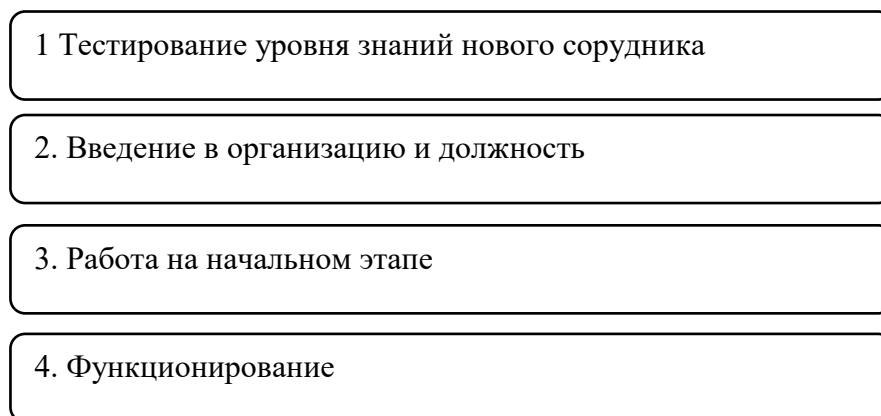 1 Тестирование уровня знаний нового сорудника
2. Введение в организацию и должность
3. Работа на начальном этапе
4. Функционирование